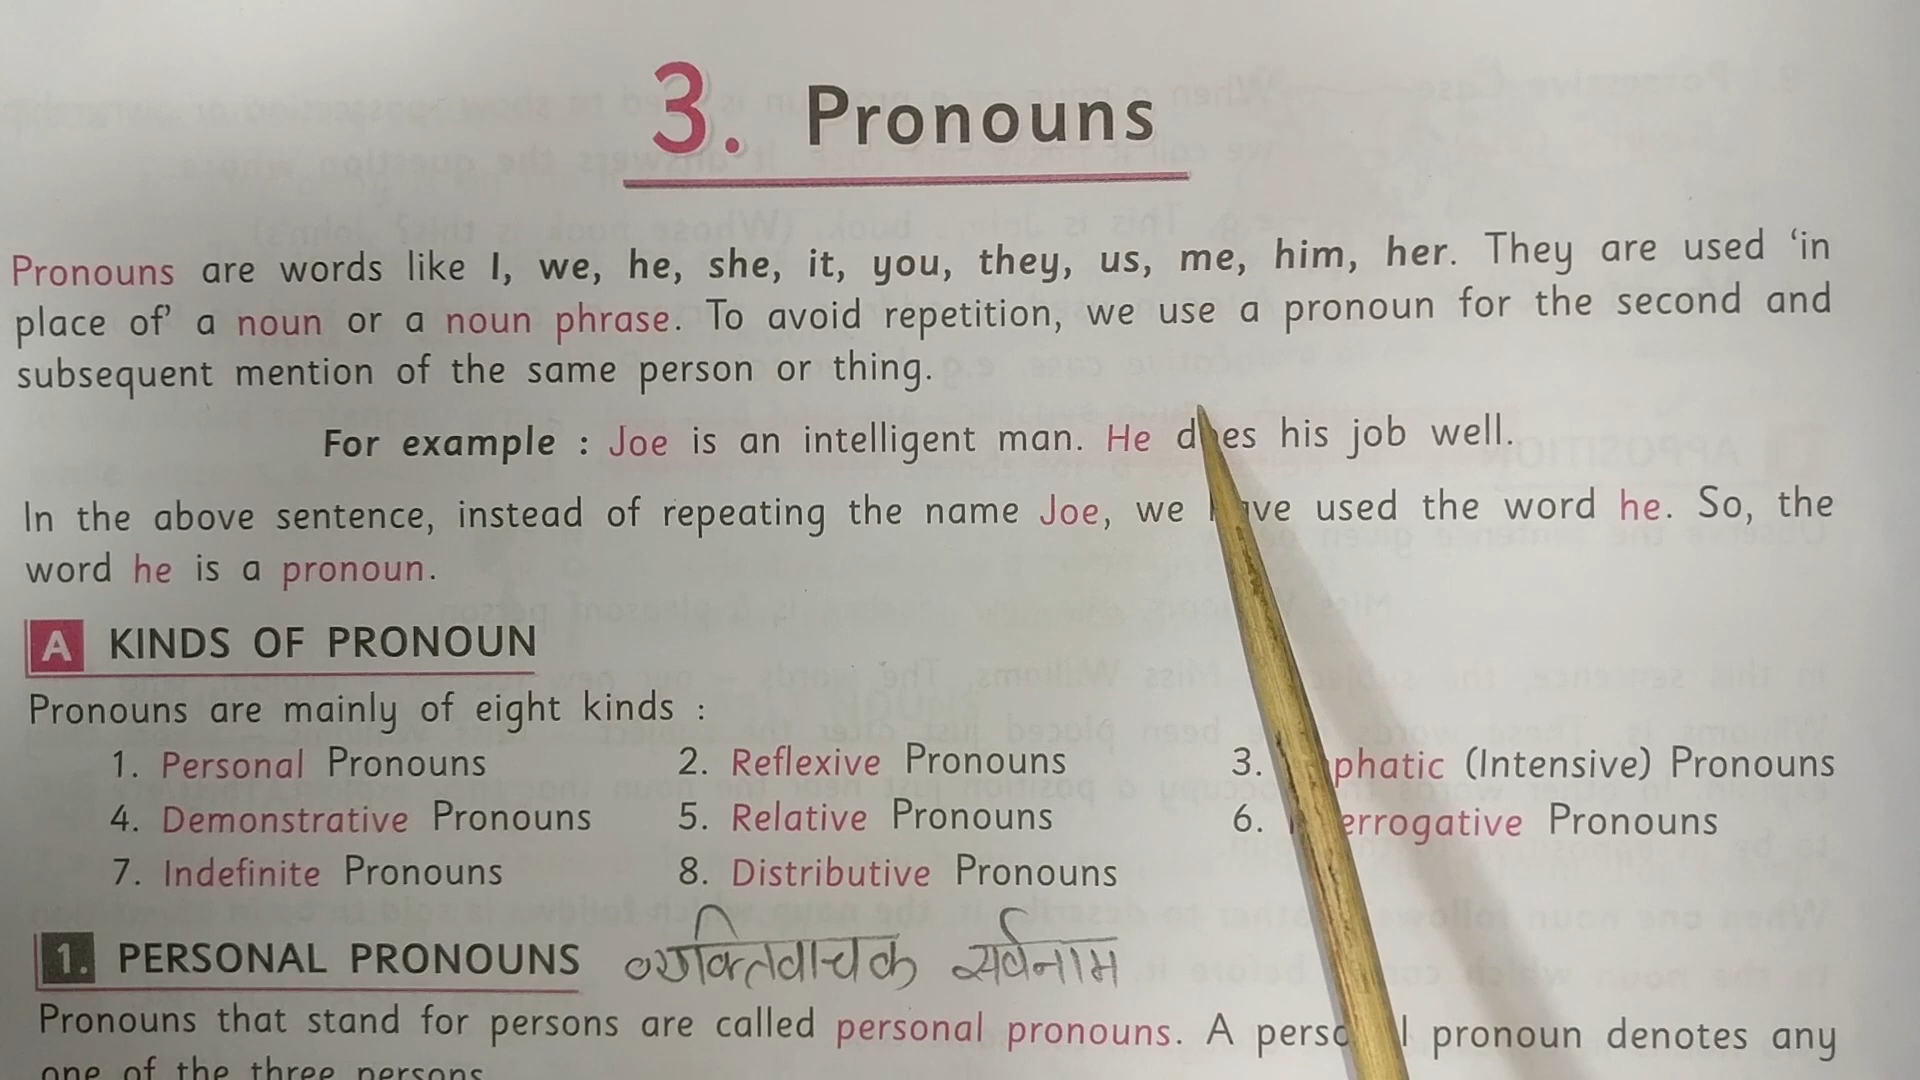 3. Pronouns
Pronouns are words like I, we, he, she, it, you, they, us, me, him, her. They are used ‘in
place of’ a noun or a noun phrase. To avoid repetition, we use a pronoun for the second and
subsequent mention of the same person or thing.
For example : Joe is an intelligent man. He does his job well.
In the above sentence, instead of repeating the name Joe, we have used the word he. So, the
word he is a pronoun.
A KINDS OF PRONOUN
Pronouns are mainly of eight kinds :
1. Personal Pronouns 2. Reflexive Pronouns 3. phatic (Intensive) Pronouns
4. Demonstrative Pronouns 5. Relative Pronouns 6. errogative Pronouns
7. Indefinite Pronouns 8. Distributive Pronouns
1. PERSONAL PRONOUNS व्यक्तिवाचक सर्वनाम
Pronouns that stand for persons are called personal pronouns. A personal pronoun denotes any
one of the three persons